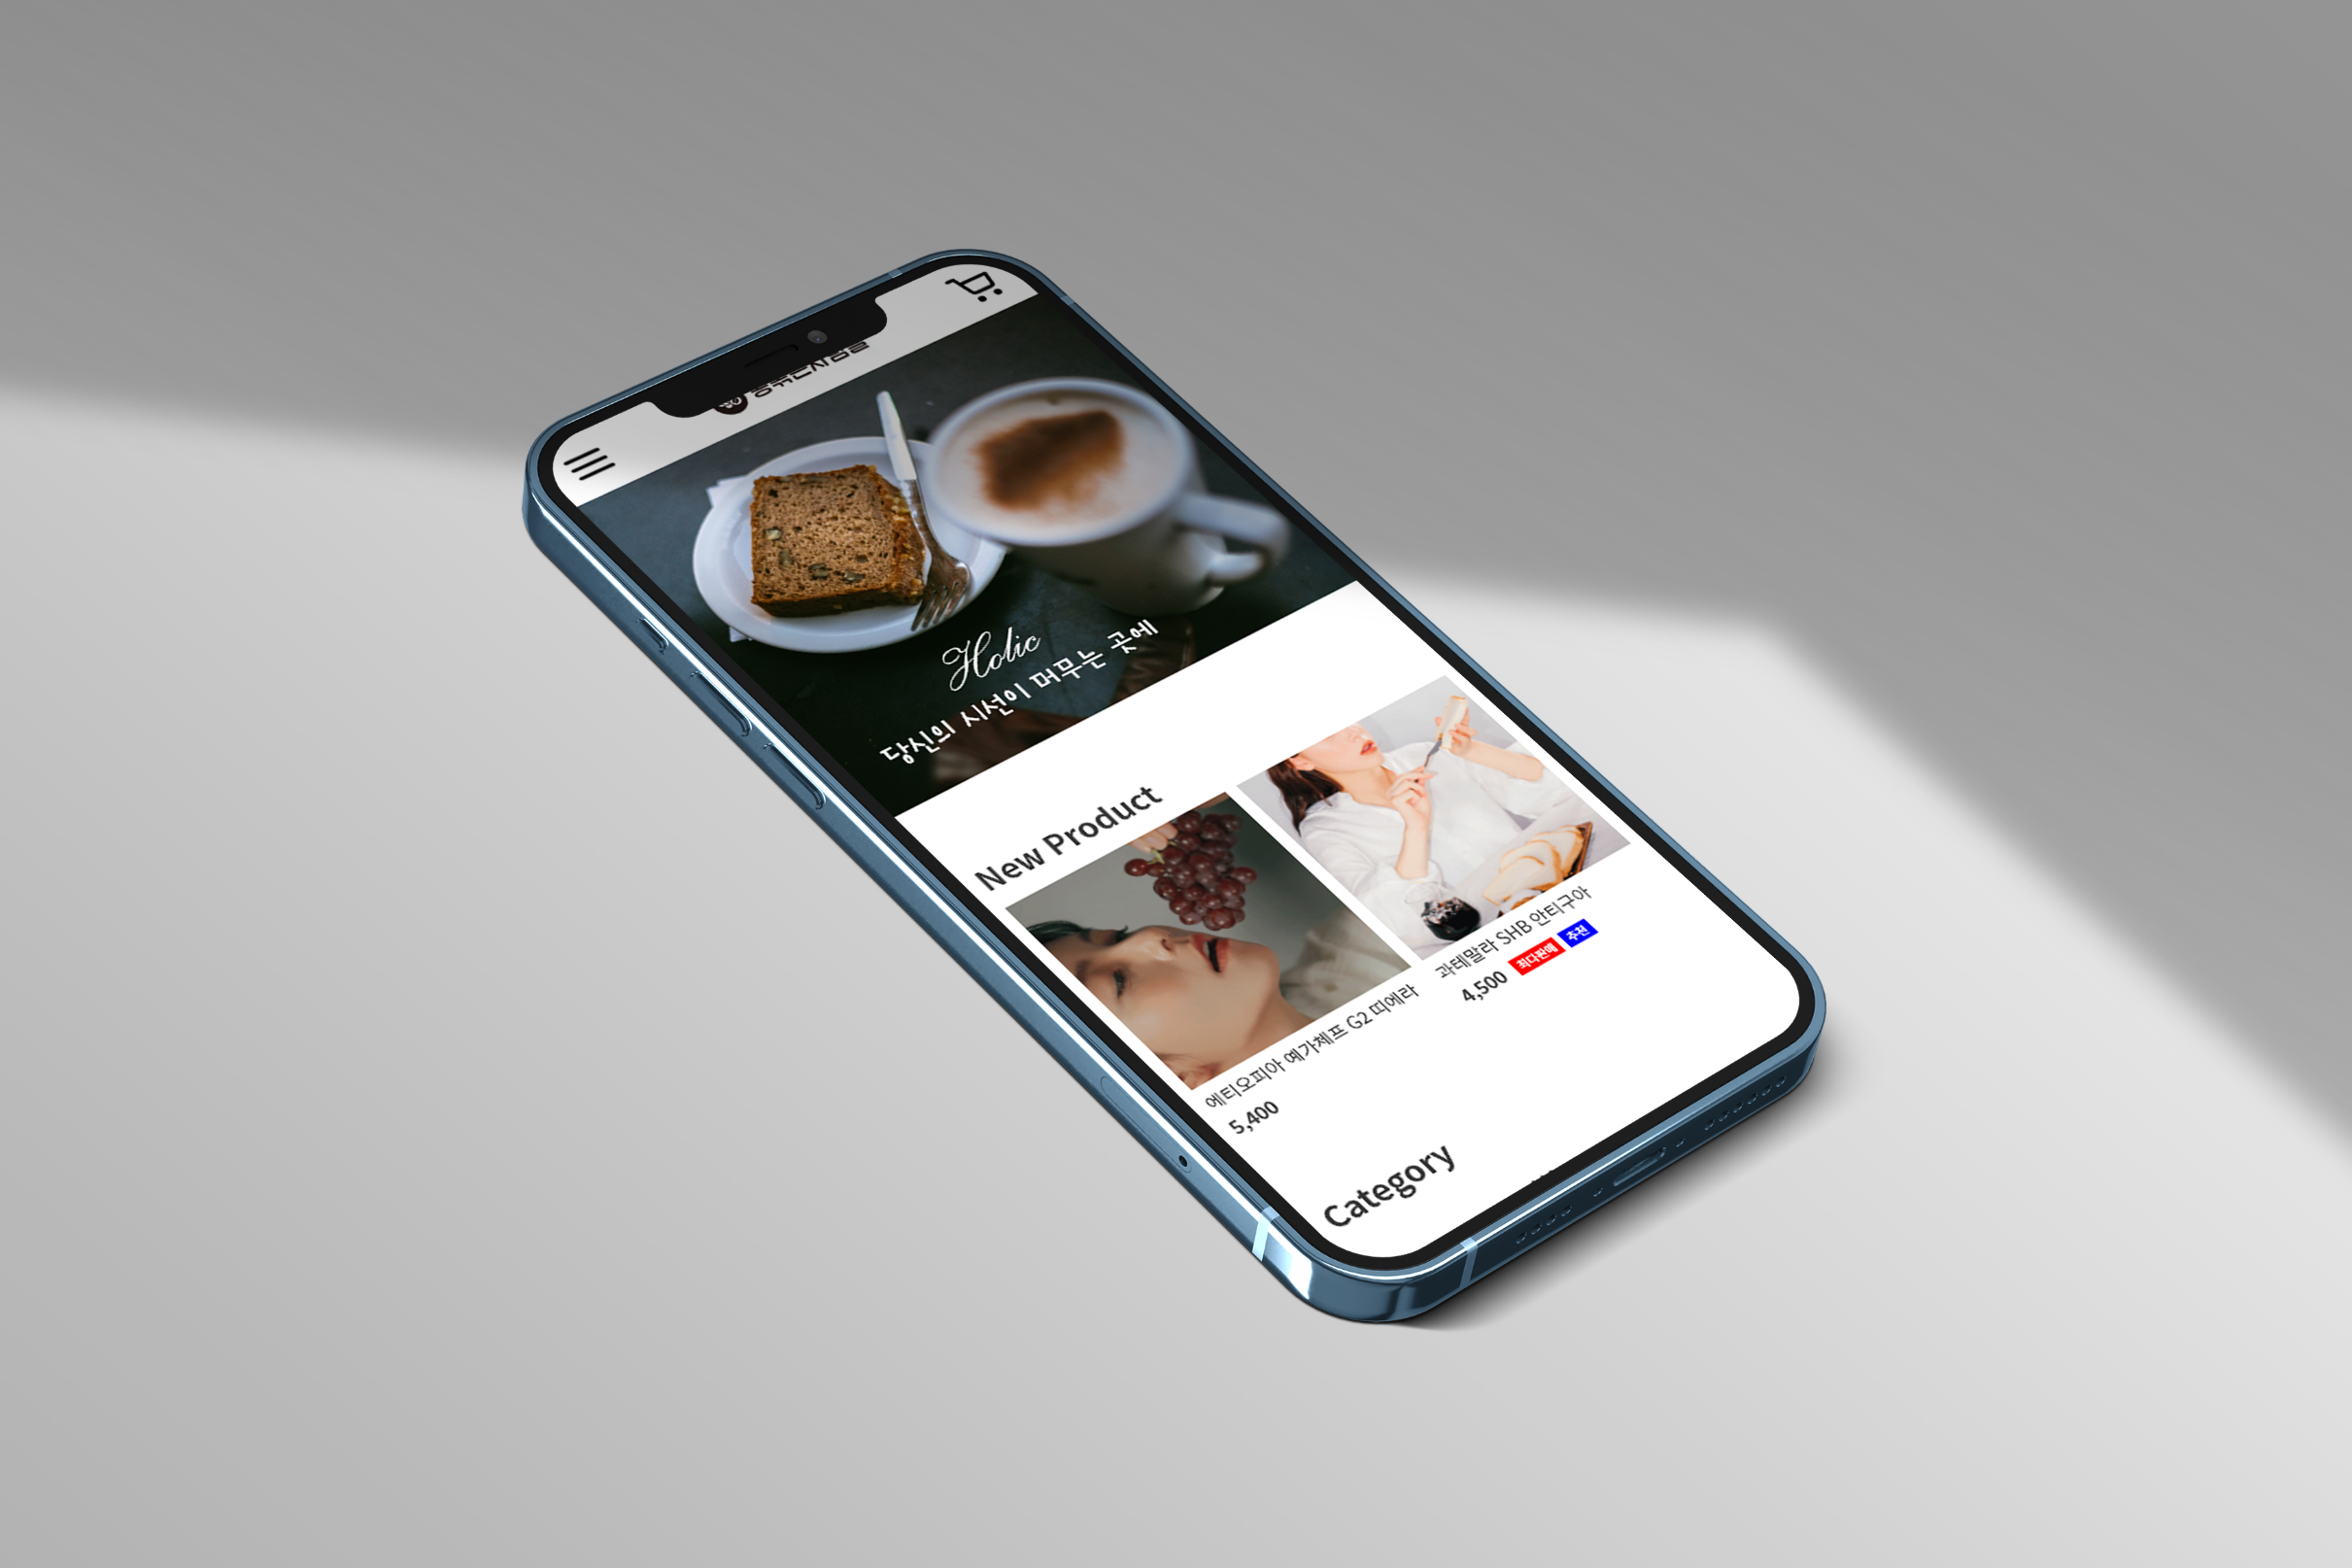 Holic
당신의 시선이 머무는 곳에
New Product
에티오피아 예가체프 G2 띠에라
5,400
과테말라 SHB 안티구아
4,500 최다판매 추천
Category